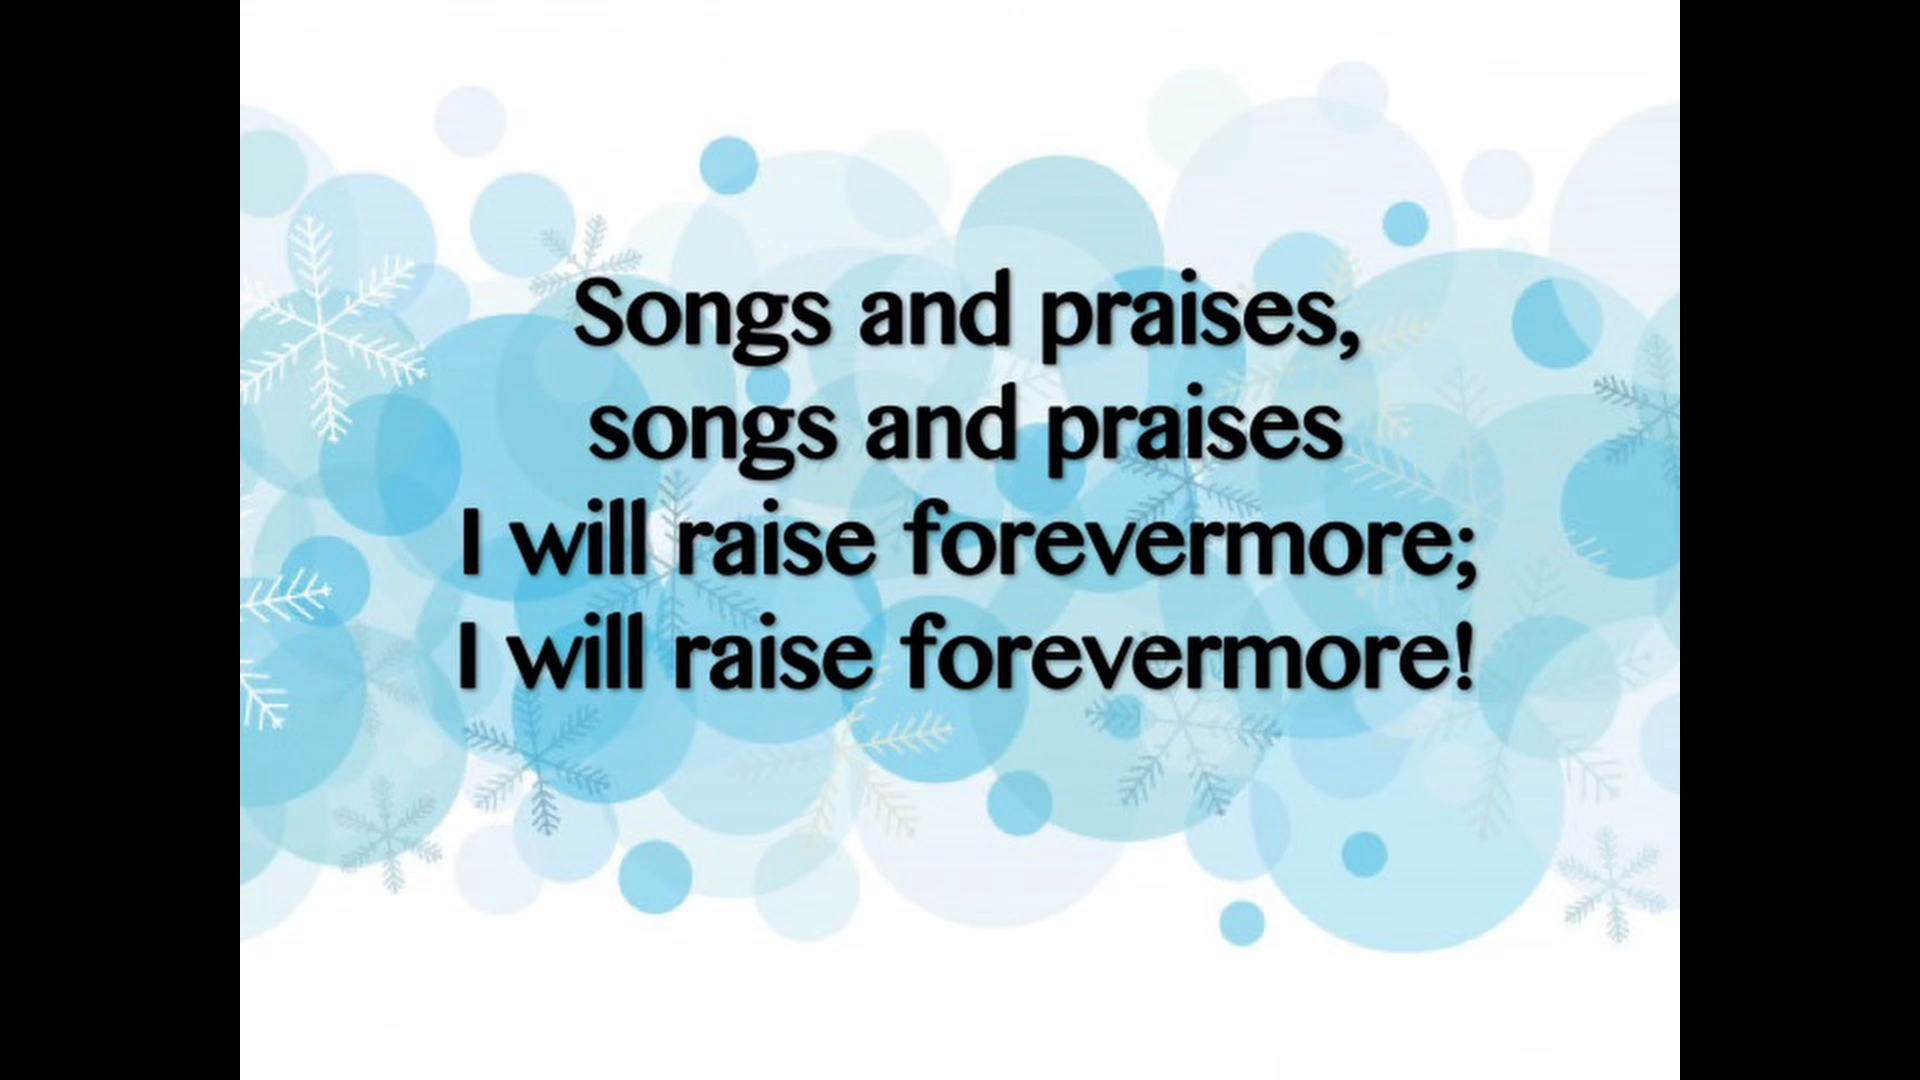 Songs and praises,
songs and praises
I will raise forevermore;
I will raise forevermore!